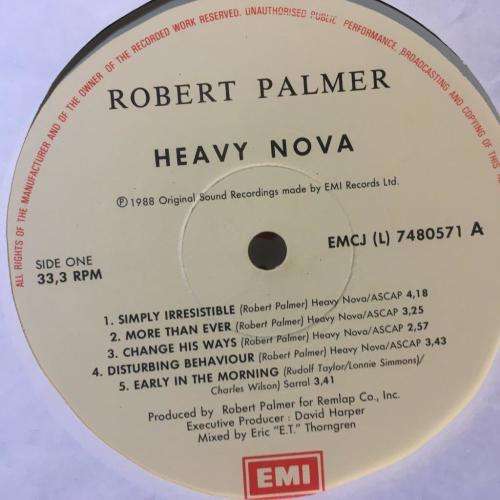 ALL RIGHTS OF THE MANUFACTURER AND OF THE OWNER OF THE RECORDED WORK RESERVED. UNAUTHORISED PUBLIC PERFORMANCE, BROADCASTING AND COPYING OF THIS
ROBERT PALMER
HEAVY NOVA
Ⓟ 1988 Original Sound Recordings made by EMI Records Ltd.
EMCJ (L) 7480571 A
SIDE ONE
33,3 RPM
1. SIMPLY IRRESISTIBLE (Robert Palmer) Heavy Nova/ASCAP 4,18
2. MORE THAN EVER (Robert Palmer) Heavy Nova/ASCAP 3,25
3. CHANGE HIS WAYS (Robert Palmer) Heavy Nova/ASCAP 2,57
4. DISTURBING BEHAVIOUR (Robert Palmer) Heavy Nova/ASCAP 3,43
5. EARLY IN THE MORNING (Rudolf Taylor/Lonnie Simmons)/
Charles Wilson) Sarral 3,41
Produced by Robert Palmer for Remlap Co., Inc.
Executive Producer : David Harper
Mixed by Eric "E.T." Thorngren
EMI